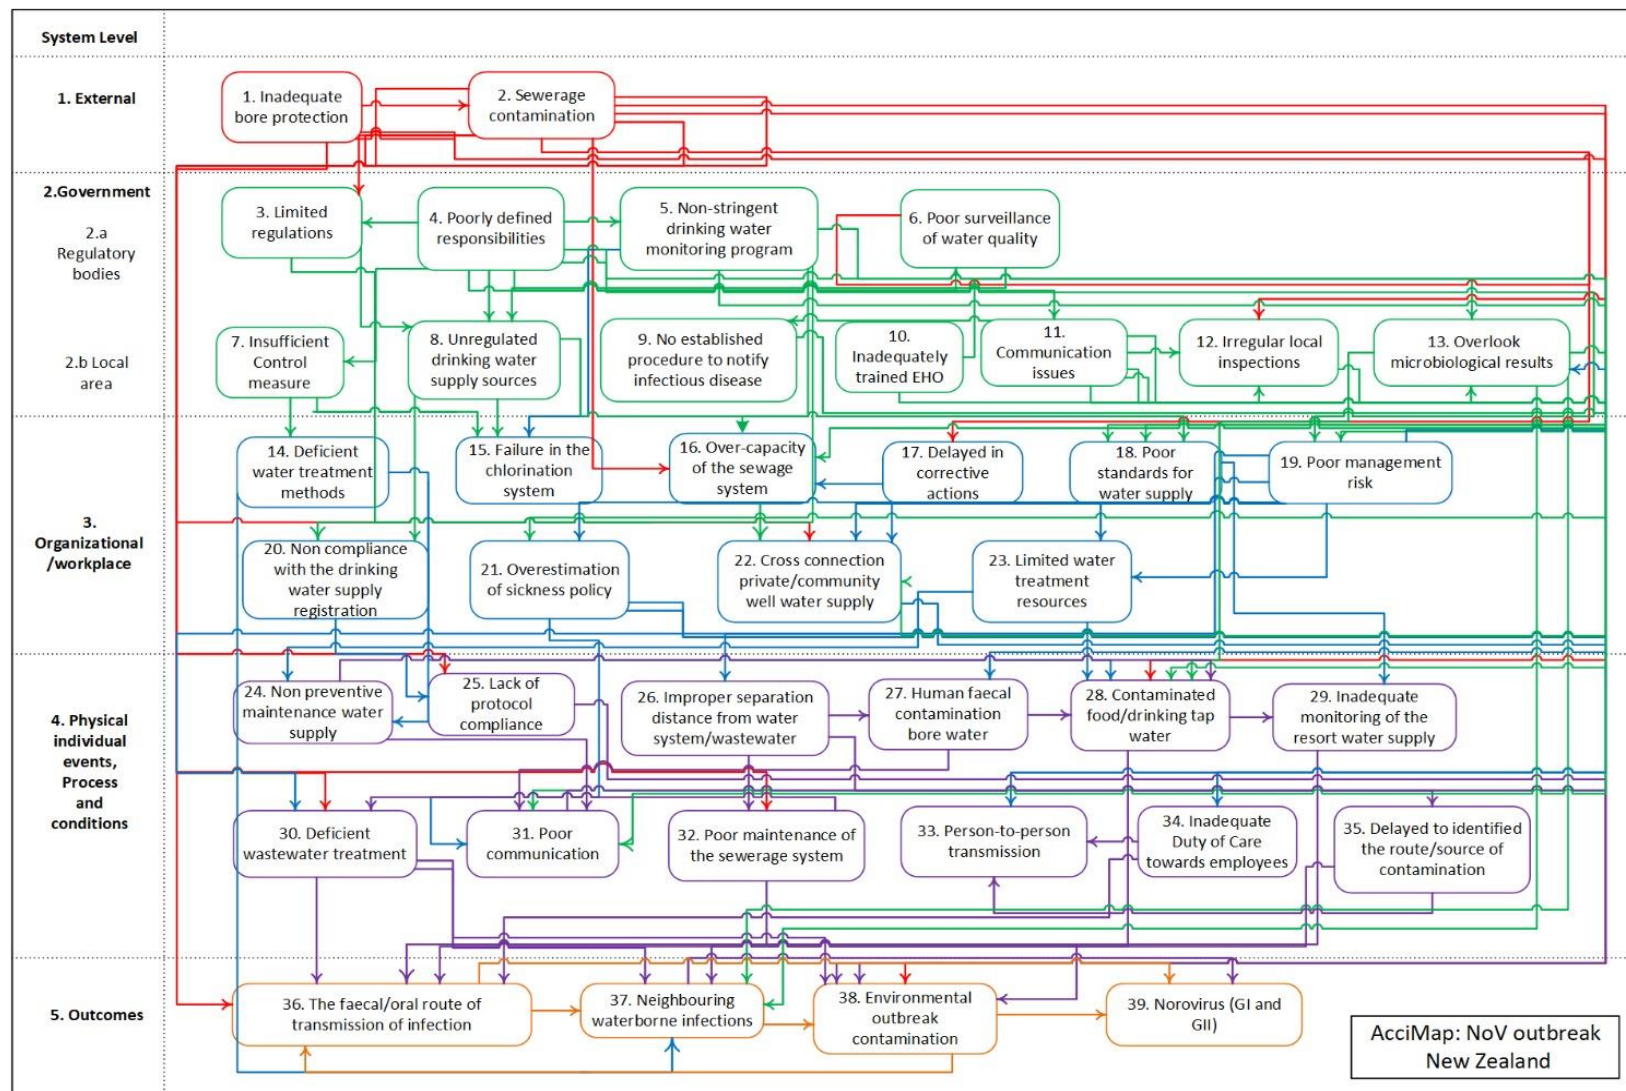 System Level
1. External
1. Inadequate
bore protection
2. Sewerage
contamination
2.Government
2.a
Regulatory
bodies
3. Limited
regulations
4. Poorly defined
responsibilities
5. Non-stringent
drinking water
monitoring program
6. Poor surveillance
of water quality
2.b Local
area
7. Insufficient
Control
measure
8. Unregulated
drinking water
supply sources
9. No established
procedure to notify
infectious disease
10.
Inadequately
trained EHO
11.
Communication
issues
12. Irregular local
inspections
13. Overlook
microbiological results
3.
Organizational
/workplace
14. Deficient
water treatment
methods
15. Failure in the
chlorination
system
16. Over-capacity
of the sewage
system
17. Delayed in
corrective
actions
18. Poor
standards for
water supply
19. Poor management
risk
20. Non compliance
with the drinking
water supply
registration
21. Overestimation
of sickness policy
22. Cross connection
private/community
well water supply
23. Limited water
treatment
resources
4. Physical
individual
events,
Process
and
conditions
24. Non preventive
maintenance water
supply
25. Lack of
protocol
compliance
26. Improper separation
distance from water
system/wastewater
27. Human faecal
contamination
bore water
28. Contaminated
food/drinking tap
water
29. Inadequate
monitoring of the
resort water supply
30. Deficient
wastewater treatment
31. Poor
communication
32. Poor maintenance of
the sewerage system
33. Person-to-person
transmission
34. Inadequate
Duty of Care
towards employees
35. Delayed to identified
the route/source of
contamination
5. Outcomes
36. The faecal/oral route of
transmission of infection
37. Neighbouring
waterborne infections
38. Environmental
outbreak
contamination
39. Norovirus (GI and
GII)
AcciMap: NoV outbreak
New Zealand